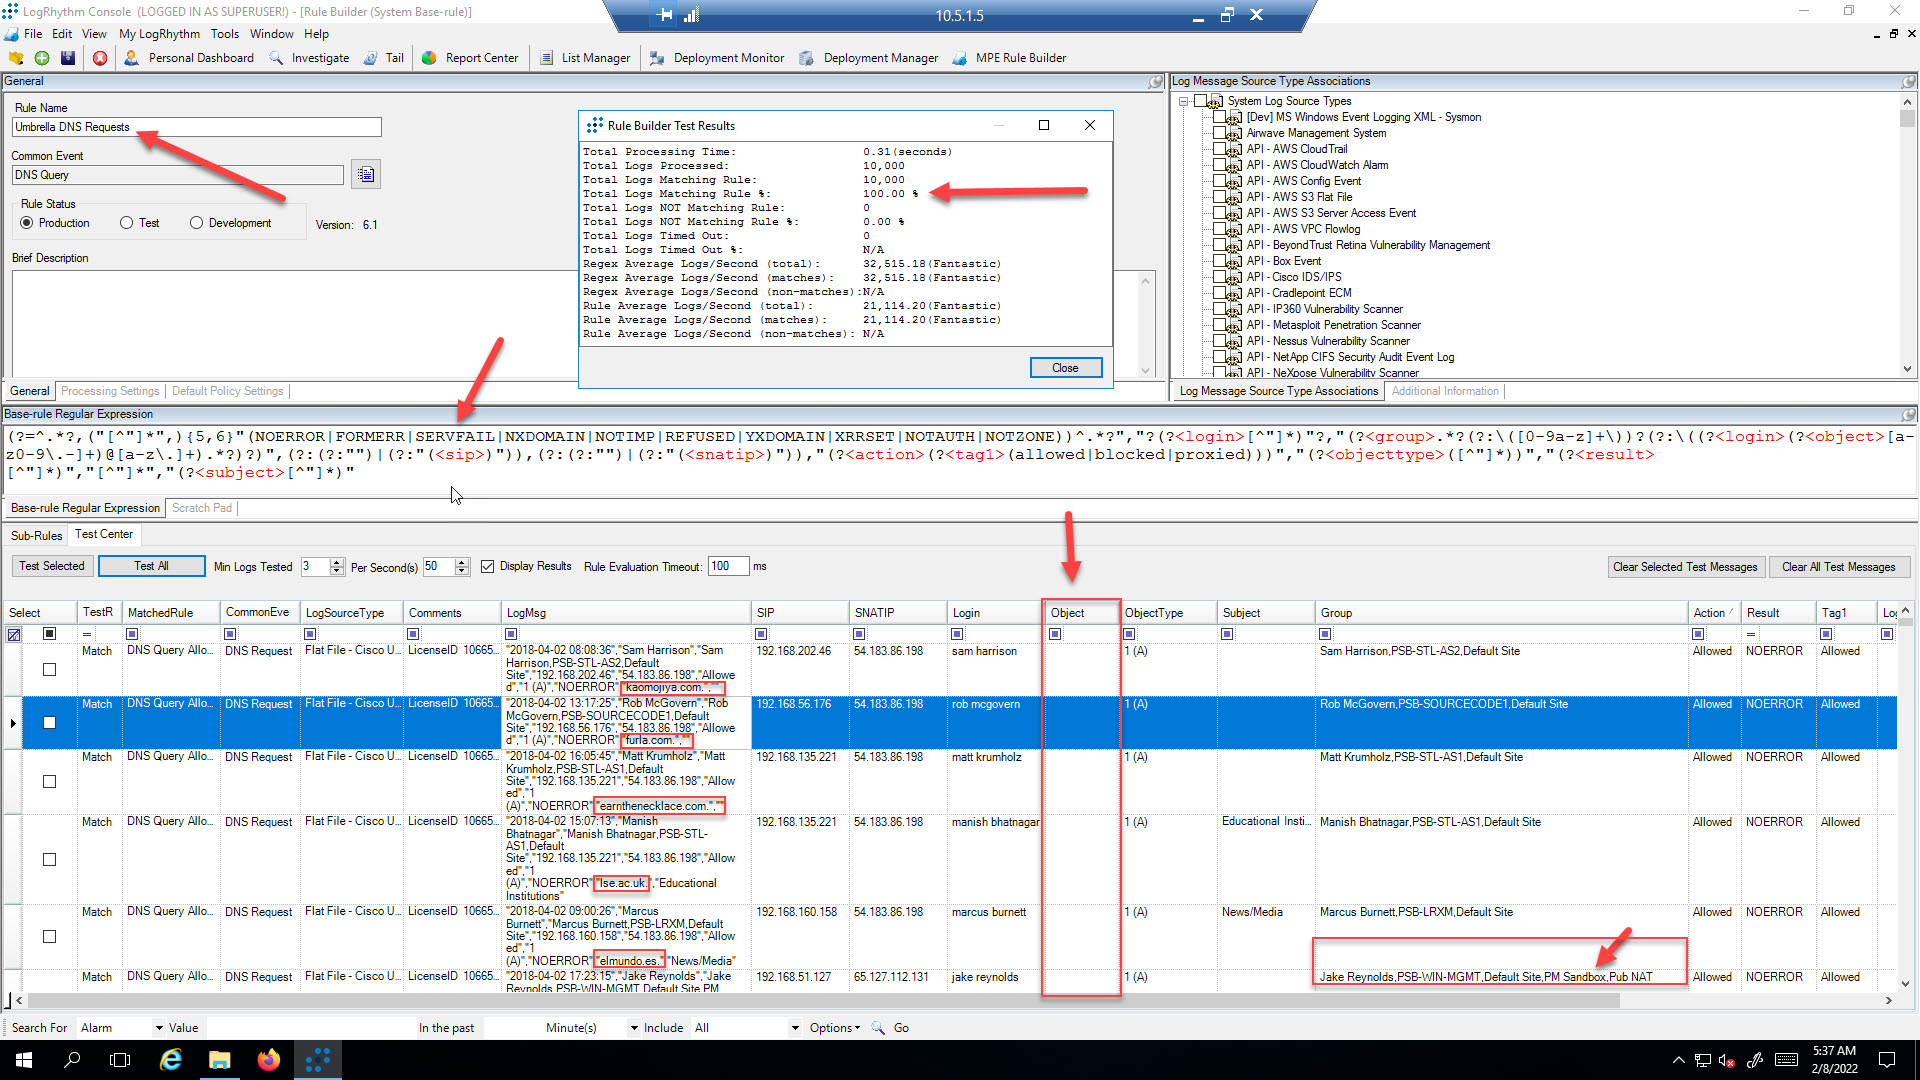 LogRhythm Console (LOGGED IN AS SUPERUSER!) - [Rule Builder (System Base-rule)]
10.5.1.5
File Edit View My LogRhythm Tools Window Help
Personal Dashboard Investigate Tail Report Center List Manager Deployment Monitor Deployment Manager MPE Rule Builder
General
Rule Name
Umbrella DNS Requests
Common Event
DNS Query
Rule Status
Production Test Development Version: 6.1
Brief Description
General Processing Settings Default Policy Settings
Rule Builder Test Results
Total Processing Time: 0.31(seconds)
Total Logs Processed: 10,000
Total Logs Matching Rule: 10,000
Total Logs Matching Rule %: 100.00 %
Total Logs NOT Matching Rule: 0
Total Logs NOT Matching Rule %: 0.00 %
Total Logs Timed Out: 0
Total Logs Timed Out %: N/A
Regex Average Logs/Second (total): 32,515.18(Fantastic)
Regex Average Logs/Second (matches): 32,515.18(Fantastic)
Regex Average Logs/Second (non-matches):N/A
Rule Average Logs/Second (total): 21,114.20(Fantastic)
Rule Average Logs/Second (matches): 21,114.20(Fantastic)
Rule Average Logs/Second (non-matches): N/A
Close
Log Message Source Type Associations
System Log Source Types
[Dev] MS Windows Event Logging XML - Sysmon
Airwave Management System
API - AWS CloudTrail
API - AWS CloudWatch Alarm
API - AWS Config Event
API - AWS S3 Flat File
API - AWS S3 Server Access Event
API - AWS VPC Flowlog
API - BeyondTrust Retina Vulnerability Management
API - Box Event
API - Cisco IDS/IPS
API - Cradlepoint ECM
API - IP360 Vulnerability Scanner
API - Metasploit Penetration Scanner
API - Nessus Vulnerability Scanner
API - NetApp CIFS Security Audit Event Log
API - NeXpose Vulnerability Scanner
Log Message Source Type Associations Additional Information
Base-rule Regular Expression
(?=^.*?,("[^"]*",){5,6}"(NOERROR|FORMERR|SERVFAIL|NXDOMAIN|NOTIMP|REFUSED|YXDOMAIN|XRRSET|NOTAUTH|NOTZONE))^.*?","?(?<login>[^"]*)"?,"(?<group>.*?(?:\([0-9a-z]+\))?(?:\((?<login>(?<object>[a-
z0-9\.-]+)@[a-z\.]+).*?)?)",(?:(?:"")|(?:"(<sip>)")),(?:(?:"")|(?:"(<snatip>)")),"(?<action>(?<tag1>(allowed|blocked|proxied)))","(?<objecttype>([^"]*))","(?<result>
[^"]*)","[^"]*","(?<subject>[^"]*)"
Base-rule Regular Expression Scratch Pad
Sub-Rules Test Center
Test Selected Test All Min Logs Tested 3 Per Second(s) 50 Display Results Rule Evaluation Timeout: 100 ms Clear Selected Test Messages Clear All Test Messages
Select TestR MatchedRule CommonEve LogSourceType Comments LogMsg SIP SNATIP Login Object ObjectType Subject Group Action Result Tag1 Log
= =
Match DNS Query Allo... DNS Request Flat File - Cisco U... LicenseID 10665... "2018-04-02 08:08:36","Sam Harrison","Sam 192.168.202.46 54.183.86.198 sam harrison 1 (A) Sam Harrison,PSB-STL-AS2,Default Site Allowed NOERROR Allowed
Harrison,PSB-STL-AS2,Default
Site","192.168.202.46","54.183.86.198","Allowe
d","1 (A)","NOERROR","kaomojiya.com.",""
Match DNS Query Allo... DNS Request Flat File - Cisco U... LicenseID 10665... "2018-04-02 13:17:25","Rob McGovern","Rob 192.168.56.176 54.183.86.198 rob mcgovern 1 (A) Rob McGovern,PSB-SOURCECODE1,Default Site Allowed NOERROR Allowed
McGovern,PSB-SOURCECODE1,Default
Site","192.168.56.176","54.183.86.198","Allowe
d","1 (A)","NOERROR","furla.com.",""
Match DNS Query Allo... DNS Request Flat File - Cisco U... LicenseID 10665... "2018-04-02 16:05:45","Matt Krumholz","Matt 192.168.135.221 54.183.86.198 matt krumholz 1 (A) Matt Krumholz,PSB-STL-AS1,Default Site Allowed NOERROR Allowed
Krumholz,PSB-STL-AS1,Default
Site","192.168.135.221","54.183.86.198","Allow
ed","1
(A)","NOERROR","earnthenecklace.com.",""
Match DNS Query Allo... DNS Request Flat File - Cisco U... LicenseID 10665... "2018-04-02 15:07:13","Manish 192.168.135.221 54.183.86.198 manish bhatnagar 1 (A) Educational Insti... Manish Bhatnagar,PSB-STL-AS1,Default Site Allowed NOERROR Allowed
Bhatnagar","Manish Bhatnagar,PSB-STL-
AS1,Default
Site","192.168.135.221","54.183.86.198","Allow
ed","1
(A)","NOERROR","lse.ac.uk.","Educational
Institutions"
Match DNS Query Allo... DNS Request Flat File - Cisco U... LicenseID 10665... "2018-04-02 09:00:26","Marcus 192.168.160.158 54.183.86.198 marcus burnett 1 (A) News/Media Marcus Burnett,PSB-LRXM,Default Site Allowed NOERROR Allowed
Burnett","Marcus Burnett,PSB-LRXM,Default
Site","192.168.160.158","54.183.86.198","Allow
ed","1
(A)","NOERROR","elmundo.es.","News/Media"
Match DNS Query Allo... DNS Request Flat File - Cisco U... LicenseID 10665... "2018-04-02 17:23:15","Jake Reynolds","Jake 192.168.51.127 65.127.112.131 jake reynolds 1 (A) Jake Reynolds,PSB-WIN-MGMT,Default Site,PM Sandbox,Pub NAT Allowed NOERROR Allowed
Reynolds,PSB-WIN-MGMT,Default Site,PM
Search For Alarm Value In the past Minute(s) Include All Options Go
5:37 AM
2/8/2022